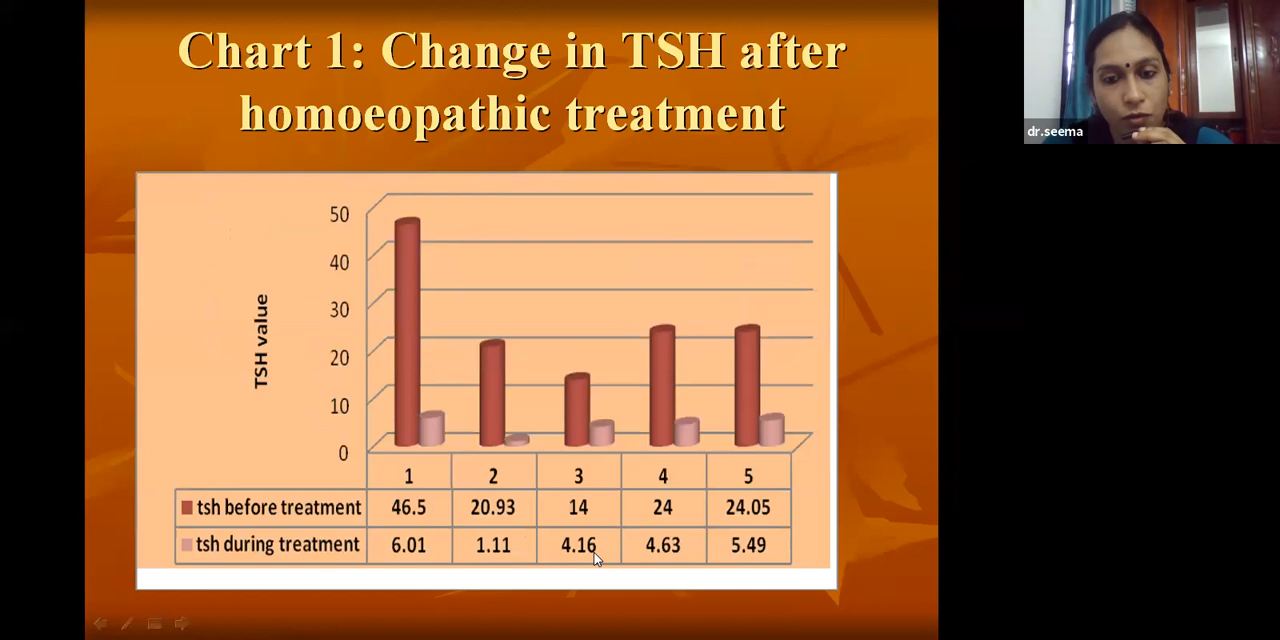 Chart 1: Change in TSH after
homoeopathic treatment
dr.seema
50
40
30
20
10
0
TSH value
1 2 3 4 5
tsh before treatment 46.5 20.93 14 24 24.05
tsh during treatment 6.01 1.11 4.16 4.63 5.49